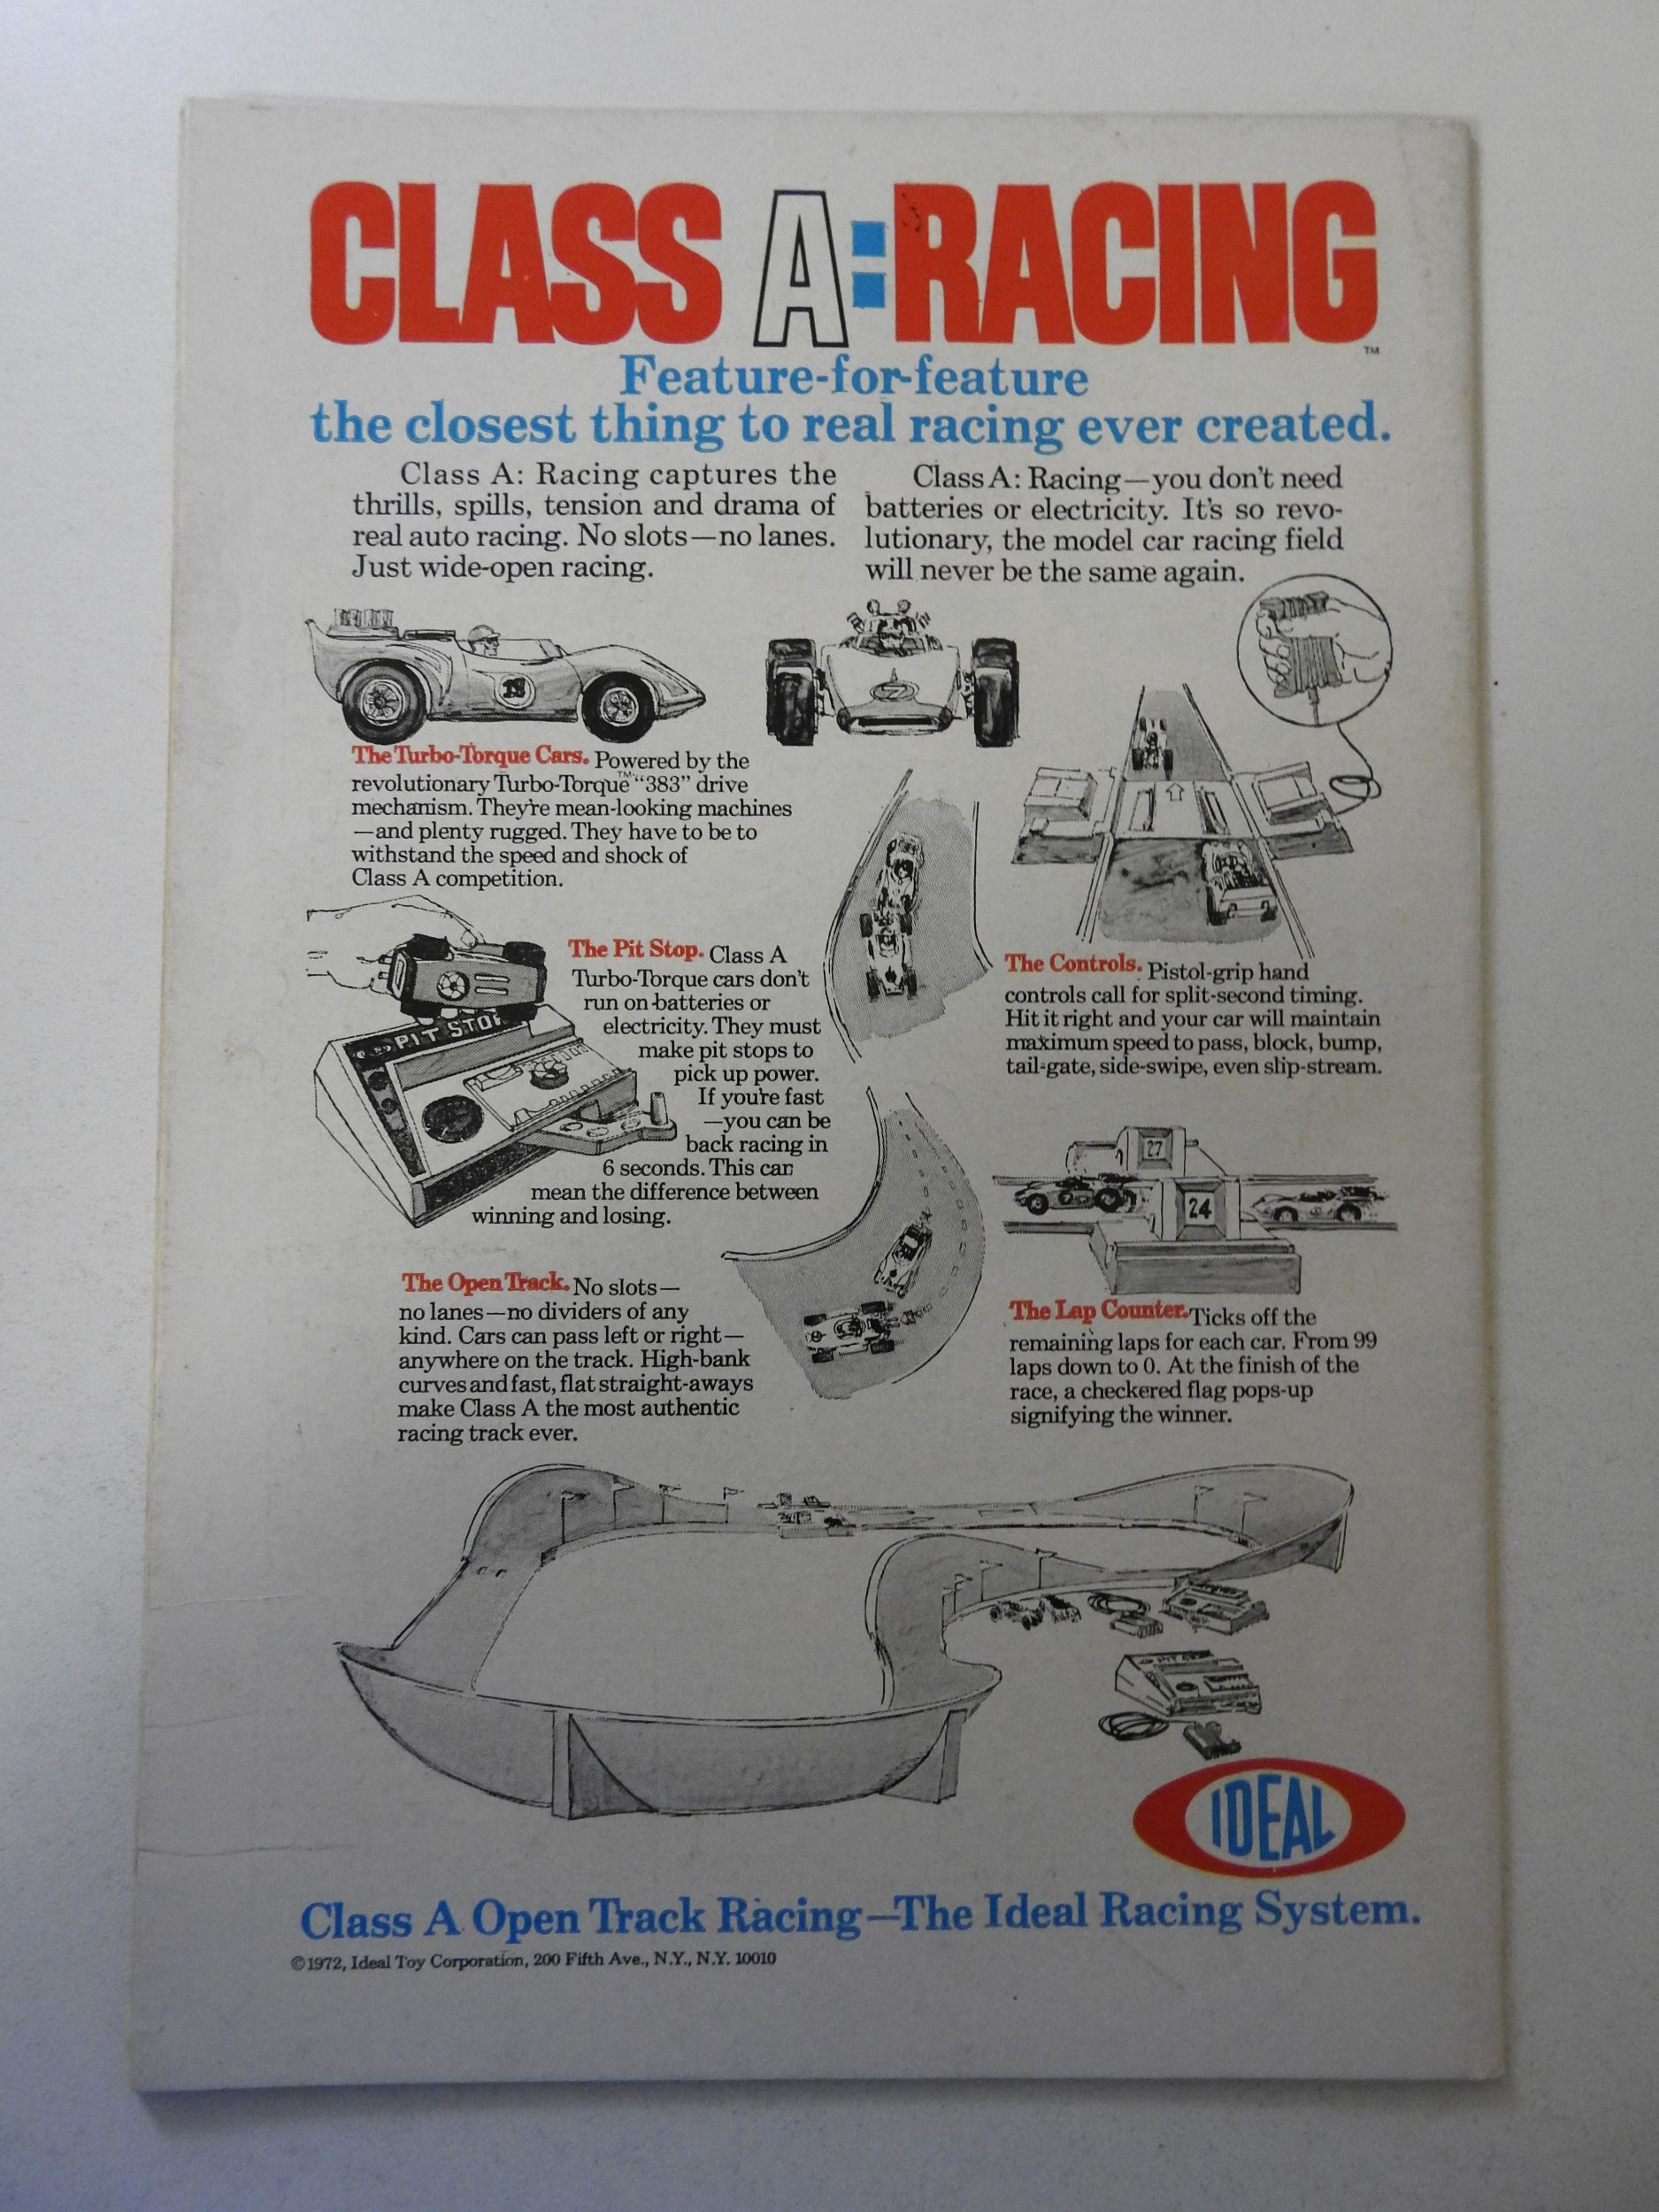 CLASS A:RACING
TM
Feature-for-feature
the closest thing to real racing ever created.
Class A: Racing captures the
thrills, spills, tension and drama of
real auto racing. No slots—no lanes.
Just wide-open racing.
Class A: Racing—you don't need
batteries or electricity. It's so revo-
lutionary, the model car racing field
will never be the same again.
The Turbo-Torque Cars. Powered by the
revolutionary Turbo-Torque™ “383” drive
mechanism. They're mean-looking machines
—and plenty rugged. They have to be to
withstand the speed and shock of
Class A competition.
The Pit Stop. Class A
Turbo-Torque cars don't
run on batteries or
electricity. They must
make pit stops to
pick up power.
If you're fast
—you can be
back racing in
6 seconds. This can
mean the difference between
winning and losing.
PIT STOP
The Controls. Pistol-grip hand
controls call for split-second timing.
Hit it right and your car will maintain
maximum speed to pass, block, bump,
tail-gate, side-swipe, even slip-stream.
27
24
The Open Track. No slots—
no lanes—no dividers of any
kind. Cars can pass left or right—
anywhere on the track. High-bank
curves and fast, flat straight-aways
make Class A the most authentic
racing track ever.
The Lap Counter. Ticks off the
remaining laps for each car. From 99
laps down to 0. At the finish of the
race, a checkered flag pops-up
signifying the winner.
IDEAL
Class A Open Track Racing—The Ideal Racing System.
©1972, Ideal Toy Corporation, 200 Fifth Ave., N.Y., N.Y. 10010